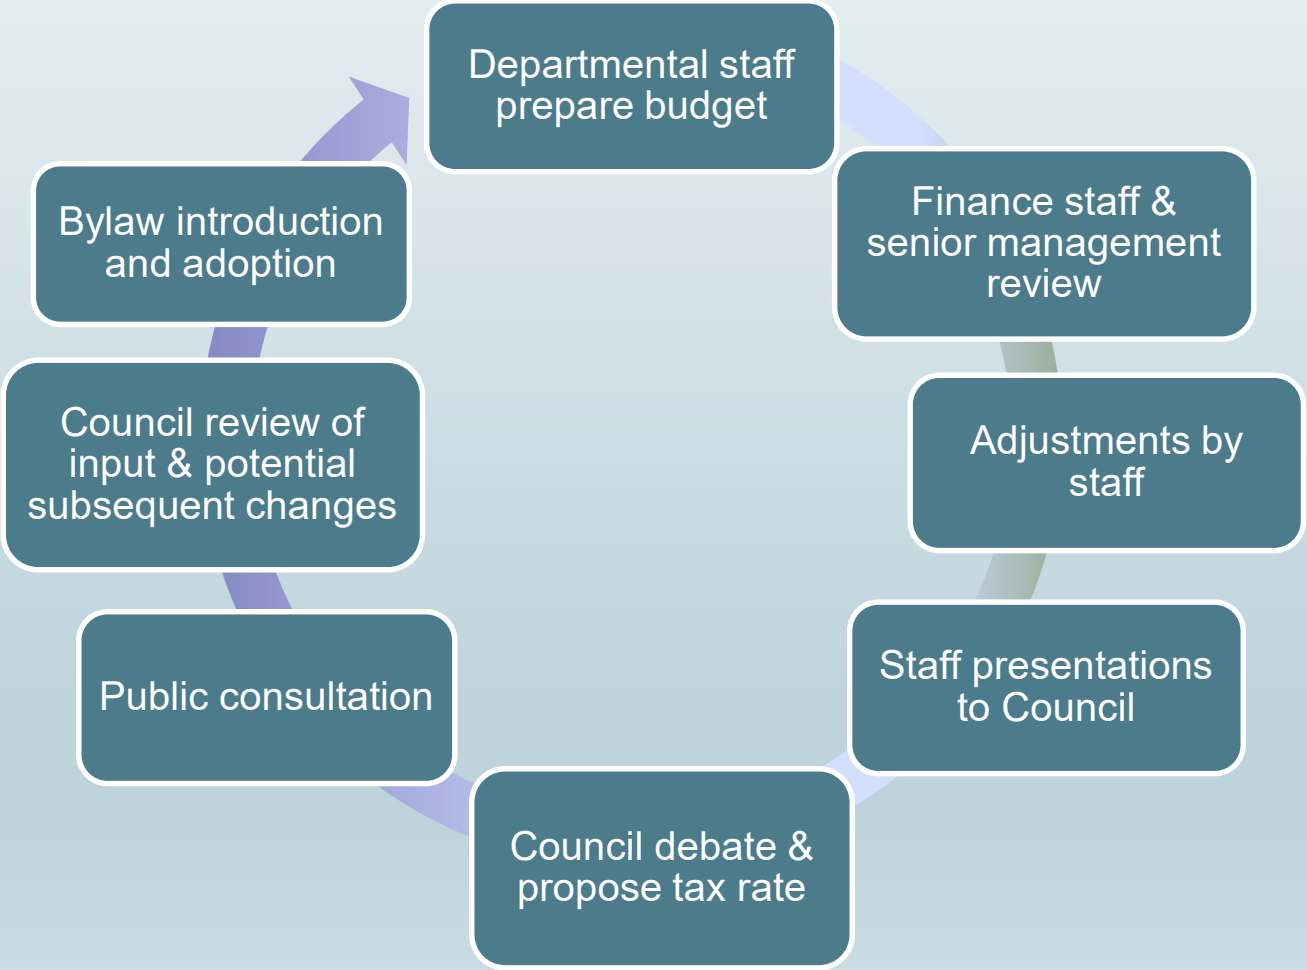 Departmental staff
prepare budget
Finance staff &
senior management
review
Adjustments by
staff
Staff presentations
to Council
Council debate &
propose tax rate
Public consultation
Council review of
input & potential
subsequent changes
Bylaw introduction
and adoption